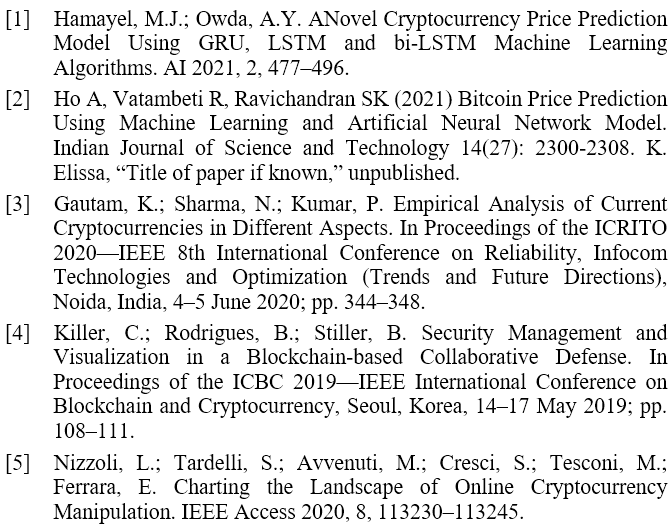 [1] Hamayel, M.J.; Owda, A.Y. ANovel Cryptocurrency Price Prediction
Model Using GRU, LSTM and bi-LSTM Machine Learning
Algorithms. AI 2021, 2, 477–496.
[2] Ho A, Vatambeti R, Ravichandran SK (2021) Bitcoin Price Prediction
Using Machine Learning and Artificial Neural Network Model.
Indian Journal of Science and Technology 14(27): 2300-2308. K.
Elissa, “Title of paper if known,” unpublished.
[3] Gautam, K.; Sharma, N.; Kumar, P. Empirical Analysis of Current
Cryptocurrencies in Different Aspects. In Proceedings of the ICRITO
2020—IEEE 8th International Conference on Reliability, Infocom
Technologies and Optimization (Trends and Future Directions),
Noida, India, 4–5 June 2020; pp. 344–348.
[4] Killer, C.; Rodrigues, B.; Stiller, B. Security Management and
Visualization in a Blockchain-based Collaborative Defense. In
Proceedings of the ICBC 2019—IEEE International Conference on
Blockchain and Cryptocurrency, Seoul, Korea, 14–17 May 2019; pp.
108–111.
[5] Nizzoli, L.; Tardelli, S.; Avvenuti, M.; Cresci, S.; Tesconi, M.;
Ferrara, E. Charting the Landscape of Online Cryptocurrency
Manipulation. IEEE Access 2020, 8, 113230–113245.